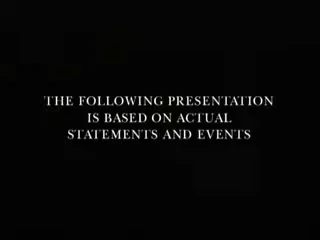 THE FOLLOWING PRESENTATION
IS BASED ON ACTUAL
STATEMENTS AND EVENTS